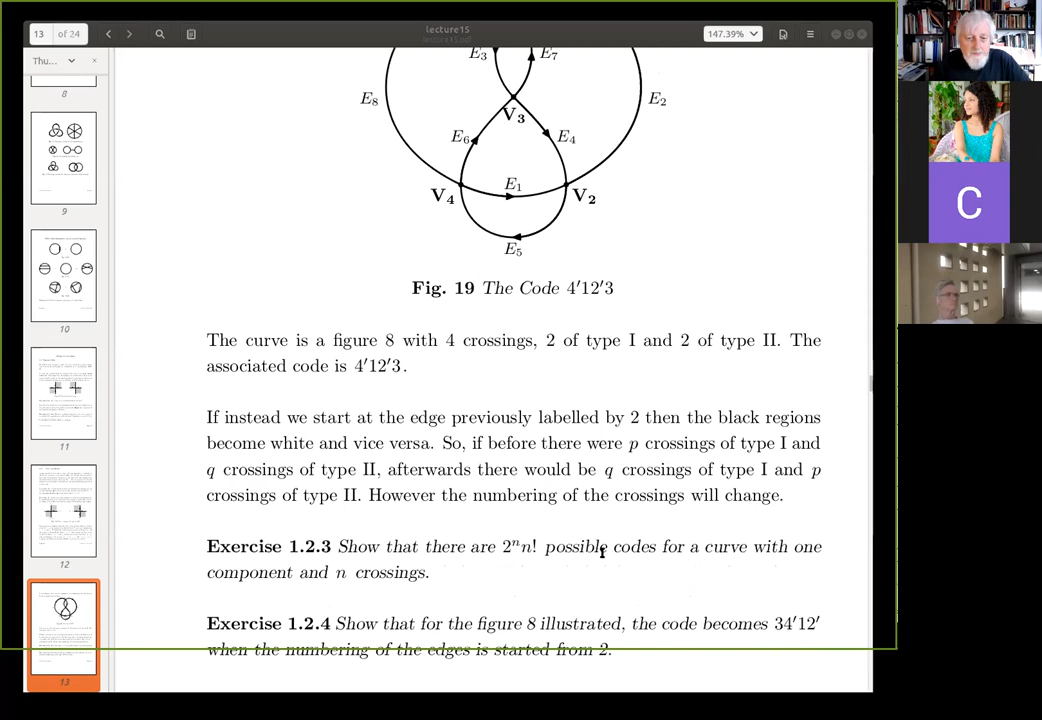 13 of 24
lecture15
lecture15.pdf
147.39%
Thu...
8
9
10
11
12
13
E3 E7
E8 E2
V3
E6 E4
E1
V4 V2
E5
Fig. 19 The Code 4′12′3
The curve is a figure 8 with 4 crossings, 2 of type I and 2 of type II. The
associated code is 4′12′3.
If instead we start at the edge previously labelled by 2 then the black regions
become white and vice versa. So, if before there were p crossings of type I and
q crossings of type II, afterwards there would be q crossings of type I and p
crossings of type II. However the numbering of the crossings will change.
Exercise 1.2.3 Show that there are 2ⁿn! possible codes for a curve with one
component and n crossings.
Exercise 1.2.4 Show that for the figure 8 illustrated, the code becomes 34′12′
when the numbering of the edges is started from 2.
C